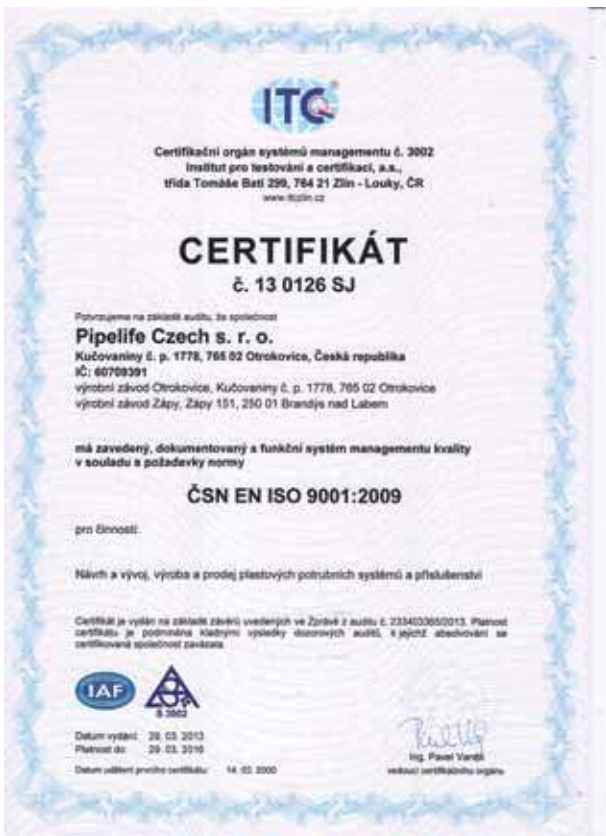 ITC
Certifikační orgán systémů managementu č. 3002
Institut pro testování a certifikaci, a.s.,
třída Tomáše Bati 299, 764 21 Zlín - Louky, ČR
www.itczlin.cz
CERTIFIKÁT
č. 13 0126 SJ
Potvrzujeme na základě auditu, že společnost
Pipelife Czech s. r. o.
Kučovaniny č. p. 1778, 765 02 Otrokovice, Česká republika
IČ: 60709391
výrobní závod Otrokovice, Kučovaniny č. p. 1778, 765 02 Otrokovice
výrobní závod Zápy, Zápy 151, 250 01 Brandýs nad Labem
má zavedený, dokumentovaný a funkční systém managementu kvality
v souladu s požadavky normy
ČSN EN ISO 9001:2009
pro činnosti:
Návrh a vývoj, výroba a prodej plastových potrubních systémů a příslušenství
Certifikát je vydán na základě závěrů uvedených ve Zprávě z auditu č. 233403365/2013. Platnost
certifikátu je podmíněna kladnými výsledky dozorových auditů, k jejichž absolvování se
certifikovaná společnost zavázala.
IAF
S 3002
Datum vydání: 29. 03. 2013
Platnost do: 29. 03. 2016
Ing. Pavel Vaněk
Datum udělení prvního certifikátu: 14. 03. 2000
vedoucí certifikačního orgánu